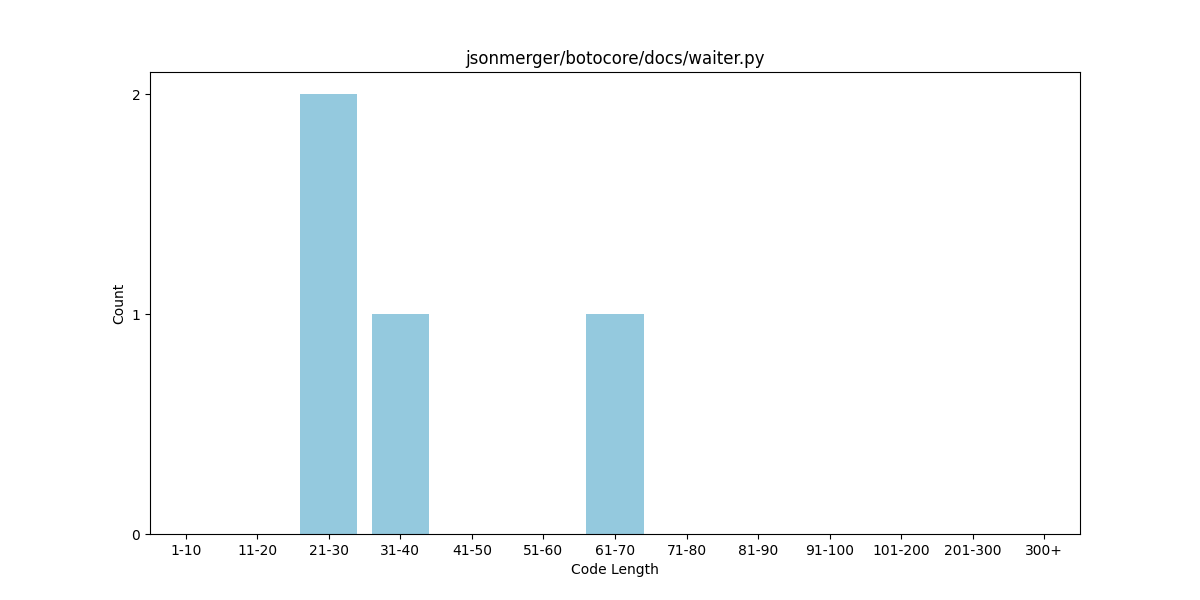 jsonmerger/botocore/docs/waiter.py
2
1
0
Count
1-10 11-20 21-30 31-40 41-50 51-60 61-70 71-80 81-90 91-100 101-200 201-300 300+
Code Length